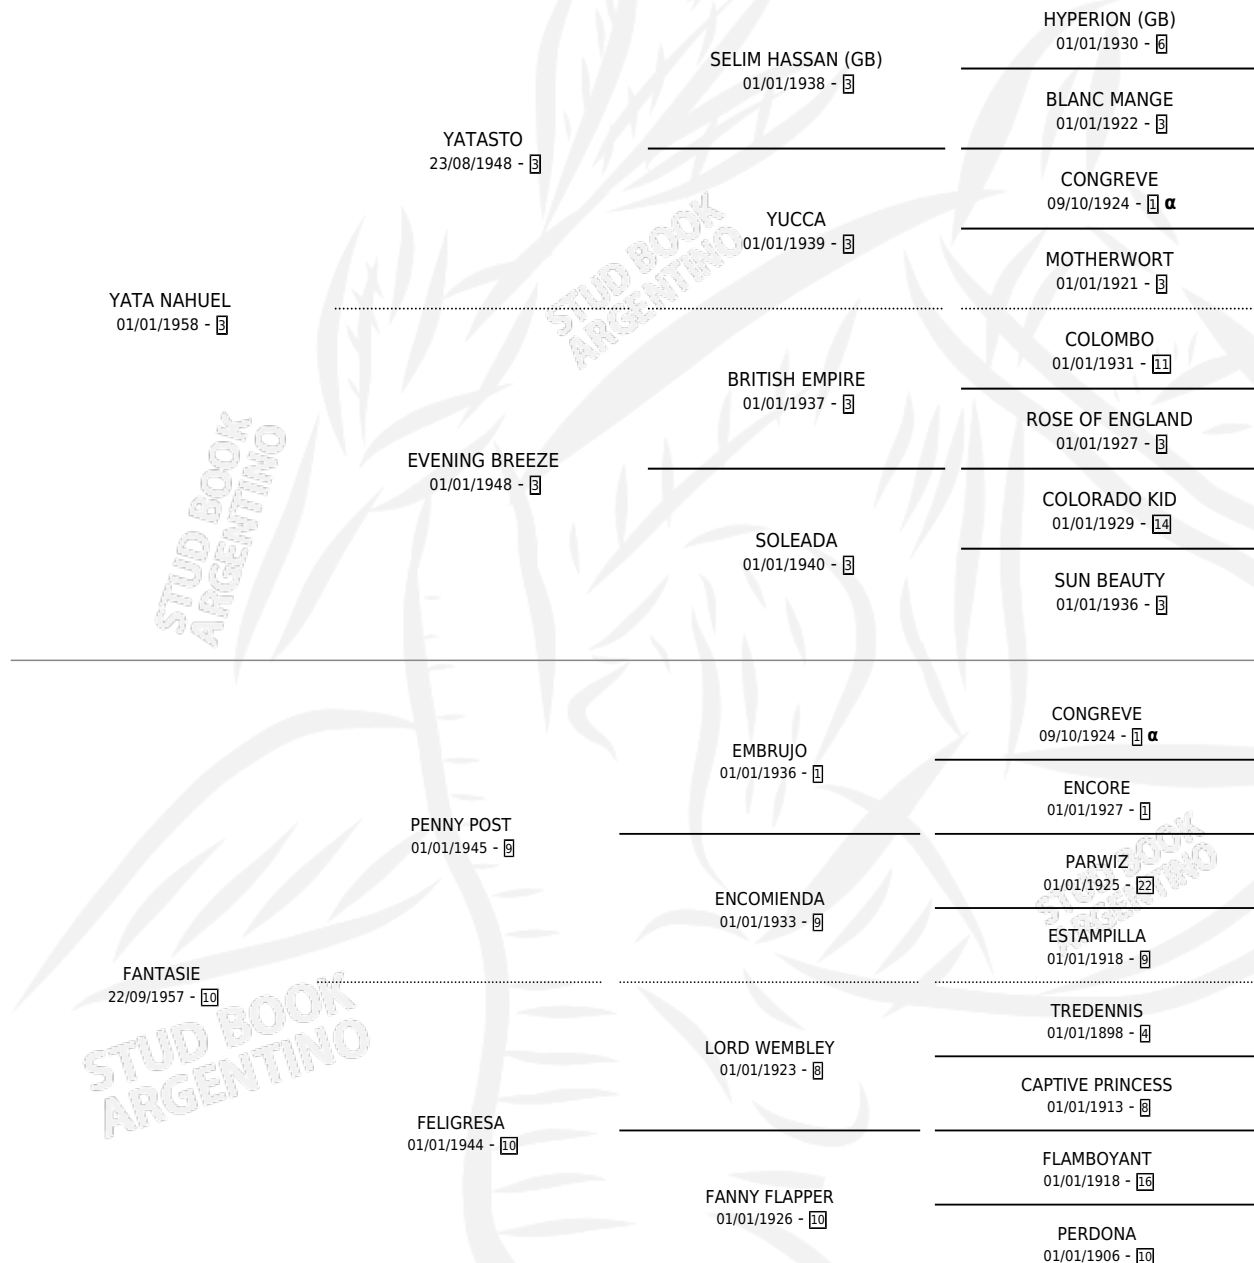 HYPERION (GB)
01/01/1930 - 6
SELIM HASSAN (GB)
01/01/1938 - 3
BLANC MANGE
01/01/1922 - 3
YATASTO
23/08/1948 - 3
CONGREVE
09/10/1924 - 1 α
YUCCA
01/01/1939 - 3
MOTHERWORT
01/01/1921 - 3
YATA NAHUEL
01/01/1958 - 3
COLOMBO
01/01/1931 - 11
BRITISH EMPIRE
01/01/1937 - 3
ROSE OF ENGLAND
01/01/1927 - 3
EVENING BREEZE
01/01/1948 - 3
COLORADO KID
01/01/1929 - 14
SOLEADA
01/01/1940 - 3
SUN BEAUTY
01/01/1936 - 3
CONGREVE
09/10/1924 - 1 α
EMBRUJO
01/01/1936 - 1
ENCORE
01/01/1927 - 1
PENNY POST
01/01/1945 - 9
PARWIZ
01/01/1925 - 22
ENCOMIENDA
01/01/1933 - 9
ESTAMPILLA
01/01/1918 - 9
FANTASIE
22/09/1957 - 10
TREDENNIS
01/01/1898 - 4
LORD WEMBLEY
01/01/1923 - 8
CAPTIVE PRINCESS
01/01/1913 - 8
FELIGRESA
01/01/1944 - 10
FLAMBOYANT
01/01/1918 - 16
FANNY FLAPPER
01/01/1926 - 10
PERDONA
01/01/1906 - 10
STUD BOOK
ARGENTINO
STUD BOOK
ARGENTINO
STUD BOOK
ARGENTINO
STUD BOOK
ARGENTINO